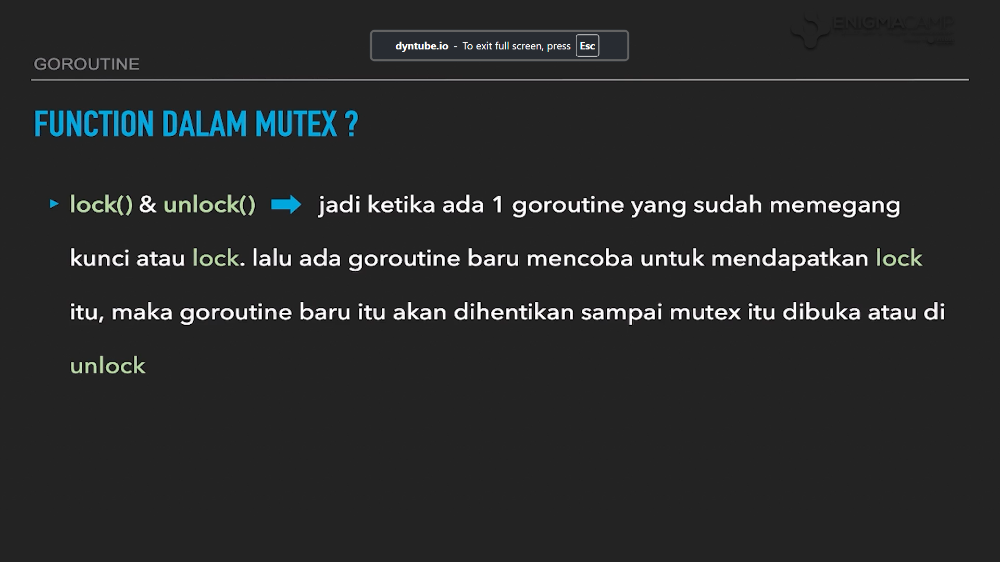 ENIGMACAMP
dyntube.io - To exit full screen, press Esc
GOROUTINE
FUNCTION DALAM MUTEX ?
lock() & unlock() jadi ketika ada 1 goroutine yang sudah memegang
kunci atau lock. lalu ada goroutine baru mencoba untuk mendapatkan lock
itu, maka goroutine baru itu akan dihentikan sampai mutex itu dibuka atau di
unlock